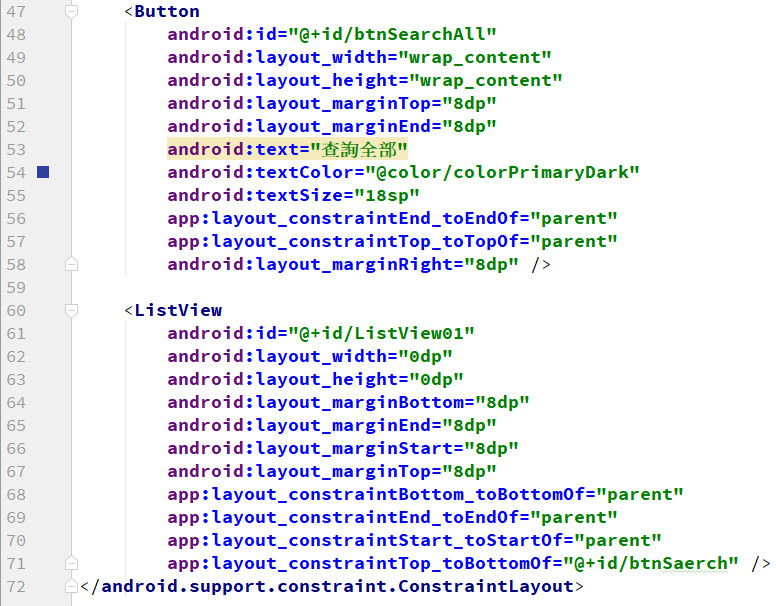 47 <Button
48 android:id="@+id/btnSearchAll"
49 android:layout_width="wrap_content"
50 android:layout_height="wrap_content"
51 android:layout_marginTop="8dp"
52 android:layout_marginEnd="8dp"
53 android:text="查詢全部"
54 android:textColor="@color/colorPrimaryDark"
55 android:textSize="18sp"
56 app:layout_constraintEnd_toEndOf="parent"
57 app:layout_constraintTop_toTopOf="parent"
58 android:layout_marginRight="8dp" />
59
60 <ListView
61 android:id="@+id/ListView01"
62 android:layout_width="0dp"
63 android:layout_height="0dp"
64 android:layout_marginBottom="8dp"
65 android:layout_marginEnd="8dp"
66 android:layout_marginStart="8dp"
67 android:layout_marginTop="8dp"
68 app:layout_constraintBottom_toBottomOf="parent"
69 app:layout_constraintEnd_toEndOf="parent"
70 app:layout_constraintStart_toStartOf="parent"
71 app:layout_constraintTop_toBottomOf="@+id/btnSaerch" />
72 </android.support.constraint.ConstraintLayout>